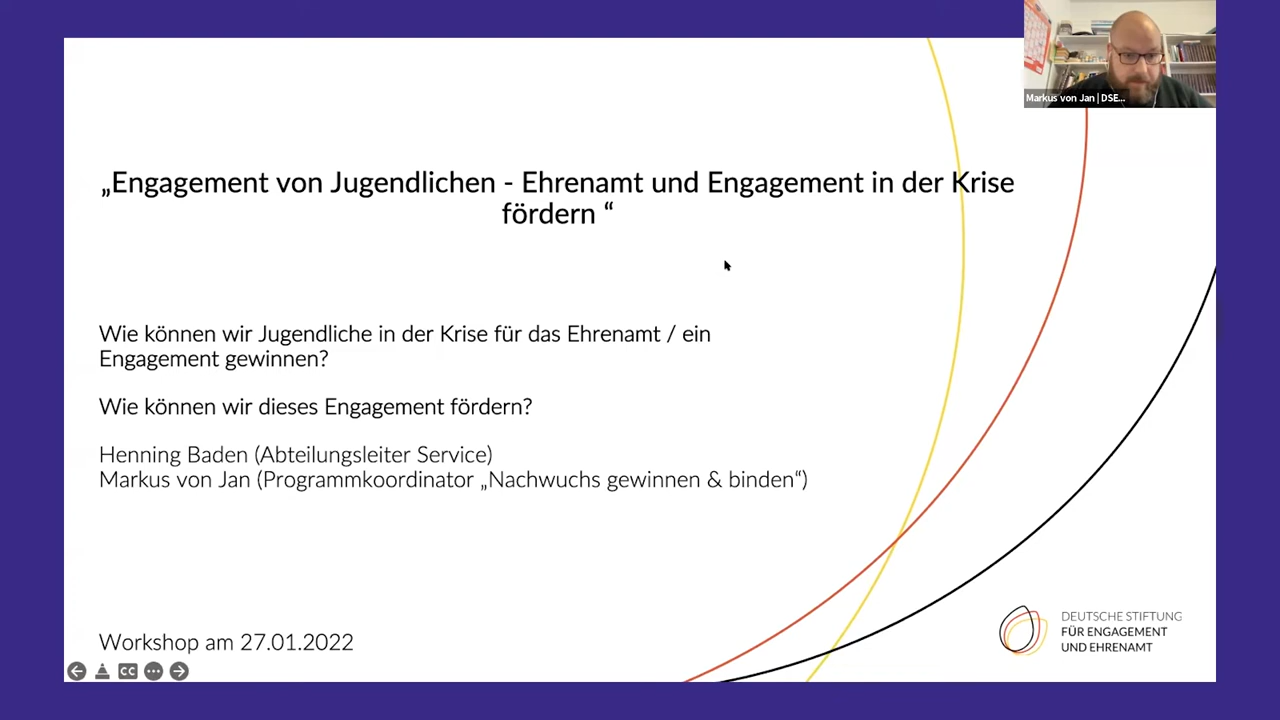 Markus von Jan | DSE...
„Engagement von Jugendlichen - Ehrenamt und Engagement in der Krise
fördern “
Wie können wir Jugendliche in der Krise für das Ehrenamt / ein
Engagement gewinnen?
Wie können wir dieses Engagement fördern?
Henning Baden (Abteilungsleiter Service)
Markus von Jan (Programmkoordinator „Nachwuchs gewinnen & binden“)
DEUTSCHE STIFTUNG
FÜR ENGAGEMENT
UND EHRENAMT
Workshop am 27.01.2022
CC